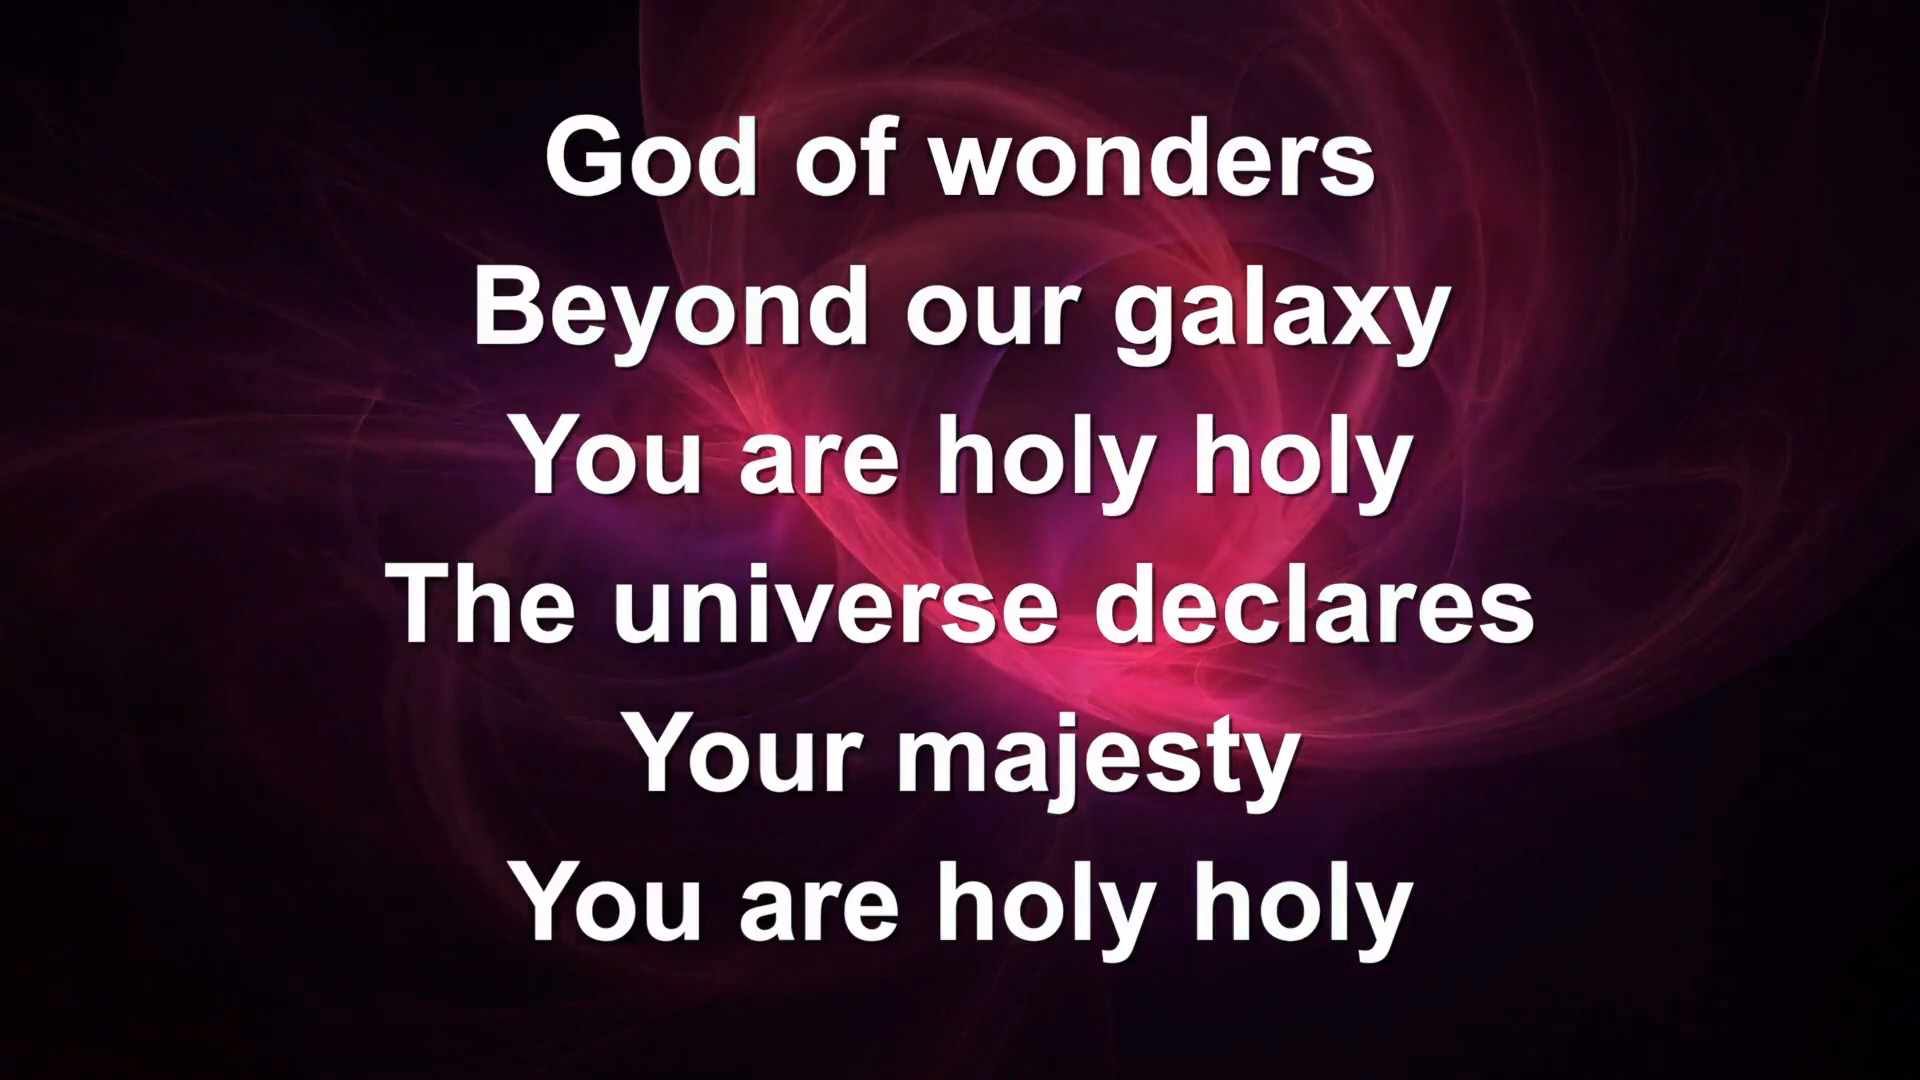 God of wonders
Beyond our galaxy
You are holy holy
The universe declares
Your majesty
You are holy holy